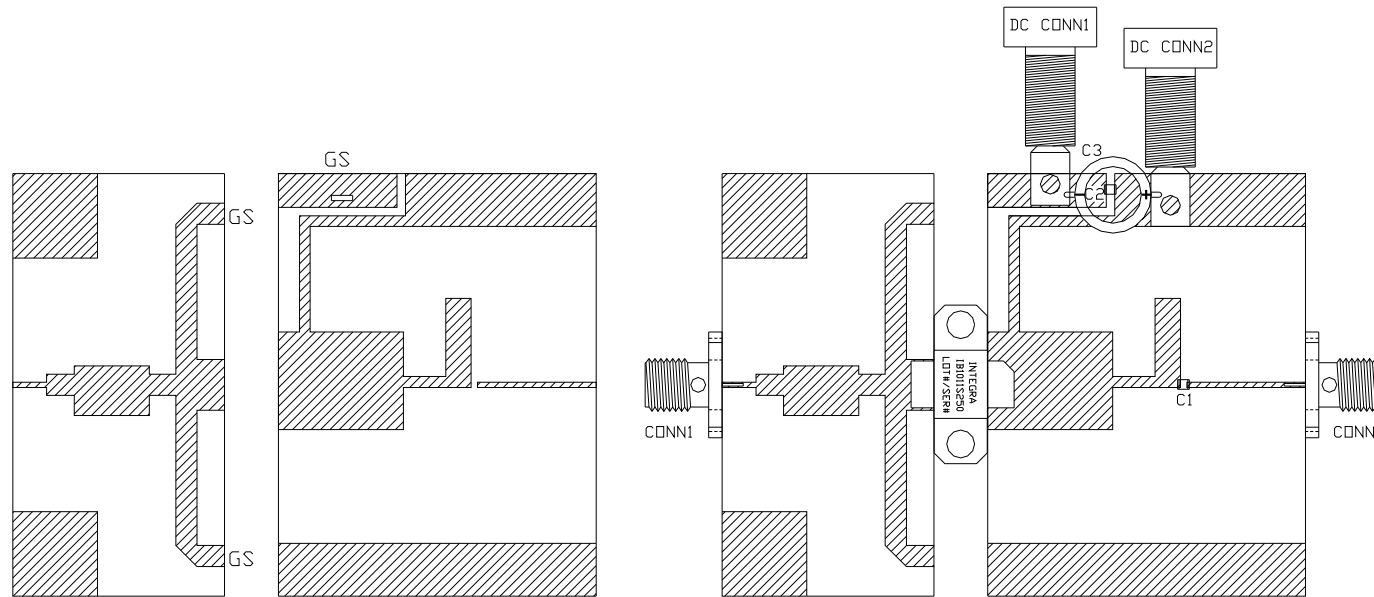 DC CONN1
DC CONN2
GS
C3
C2
+
GS
INTEGRA
IB1011S250
LOT#/SER#
C1
CONN1
CONN
GS